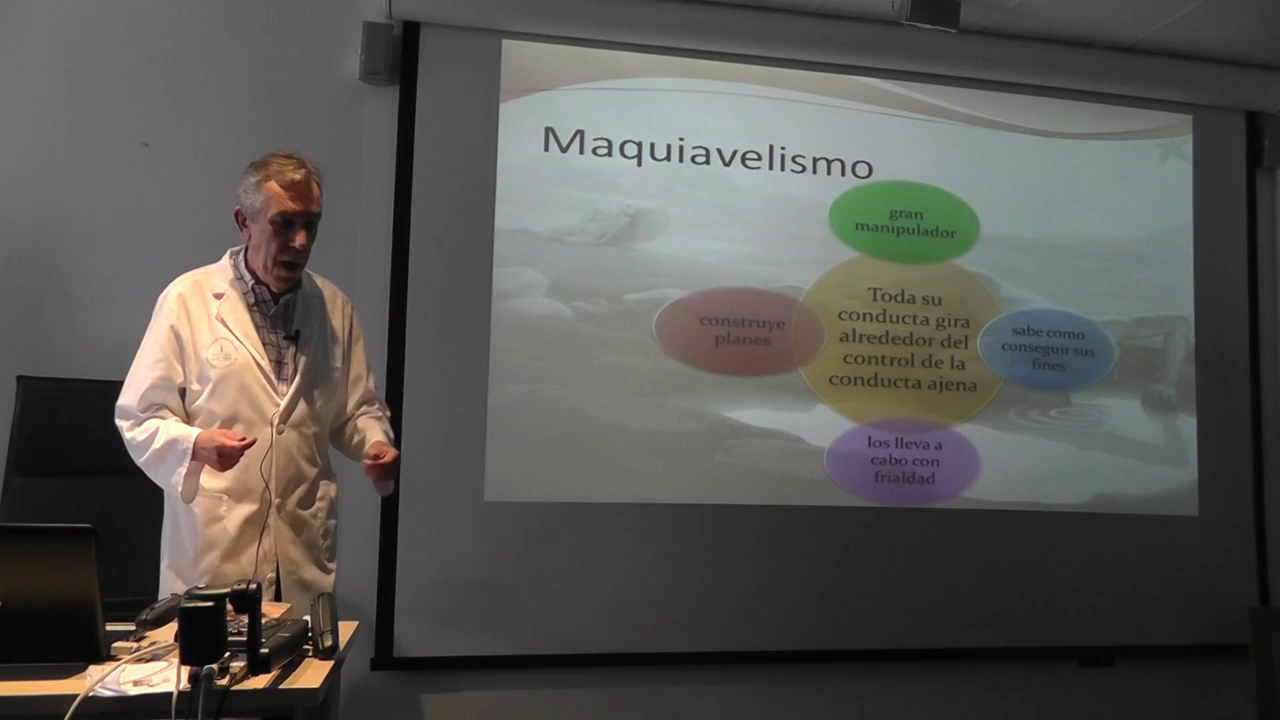 Maquiavelismo
gran
manipulador
construye
planes
Toda su
conducta gira
alrededor del
control de la
conducta ajena
sabe como
conseguir sus
fines
los lleva a
cabo con
frialdad